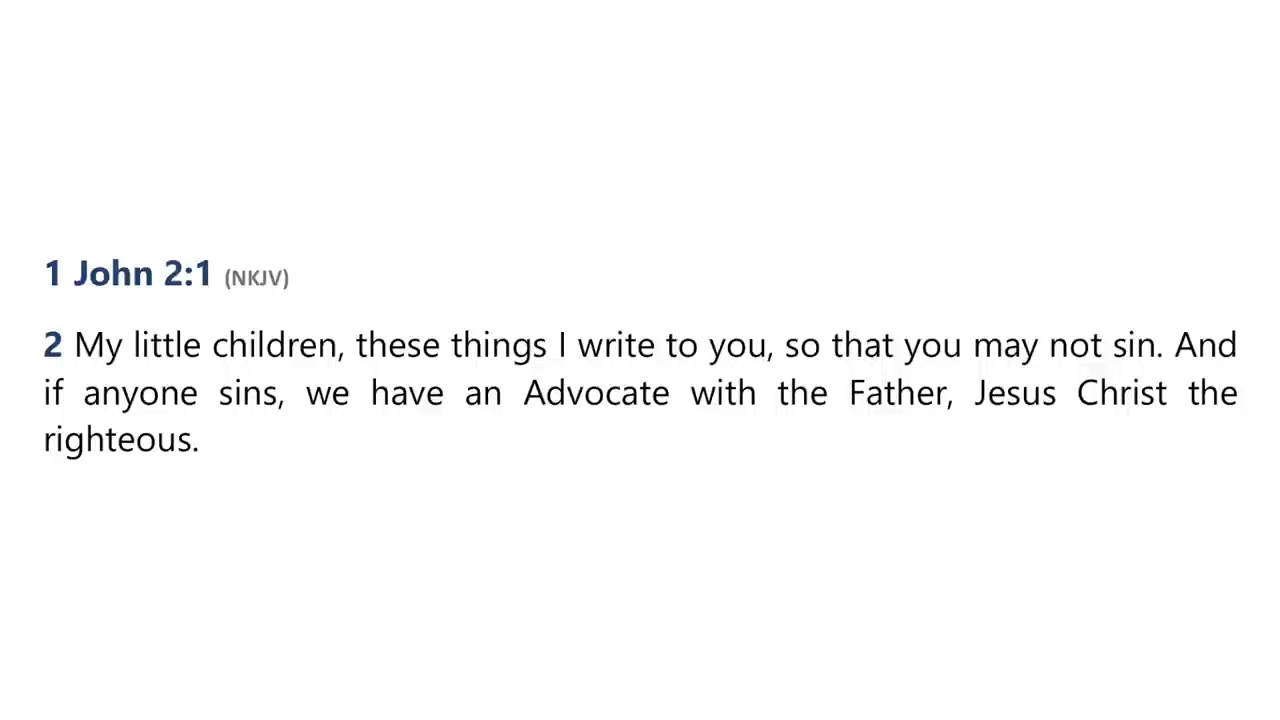 1 John 2:1 (NKJV)
2 My little children, these things I write to you, so that you may not sin. And
if anyone sins, we have an Advocate with the Father, Jesus Christ the
righteous.